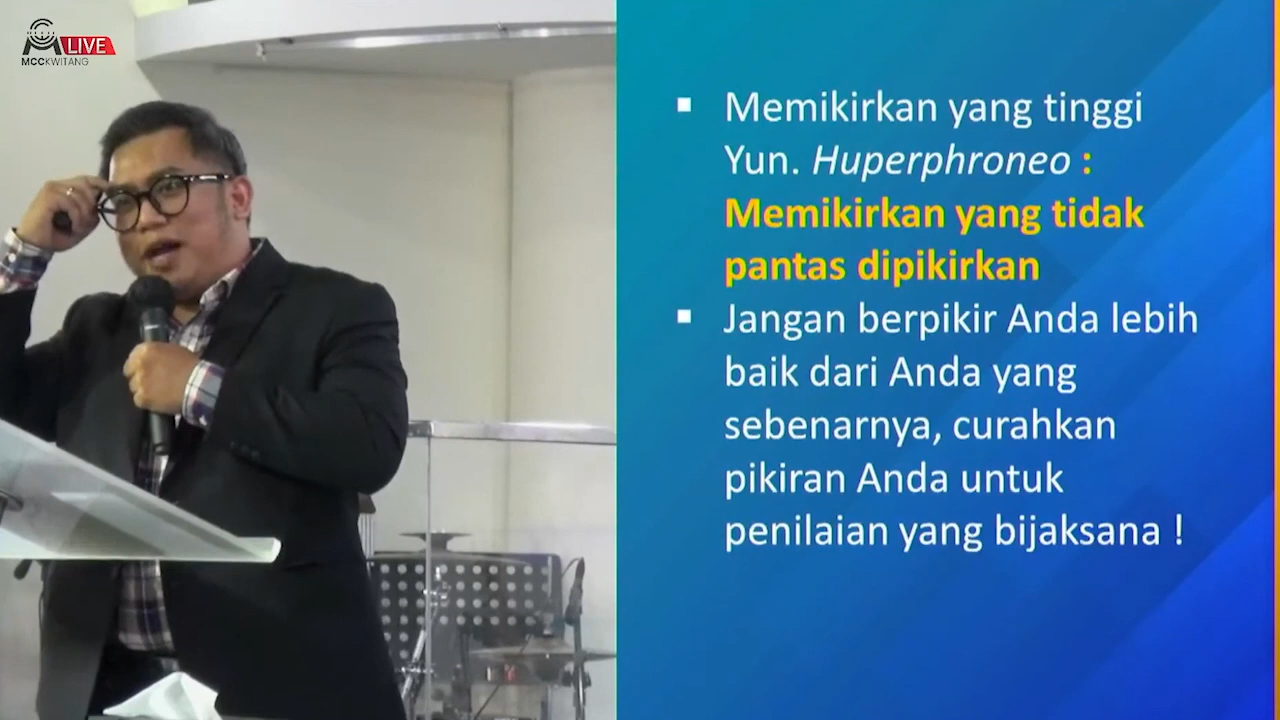 LIVE
MCCKWITANG
▪ Memikirkan yang tinggi
Yun. Huperphroneo :
Memikirkan yang tidak
pantas dipikirkan
▪ Jangan berpikir Anda lebih
baik dari Anda yang
sebenarnya, curahkan
pikiran Anda untuk
penilaian yang bijaksana !